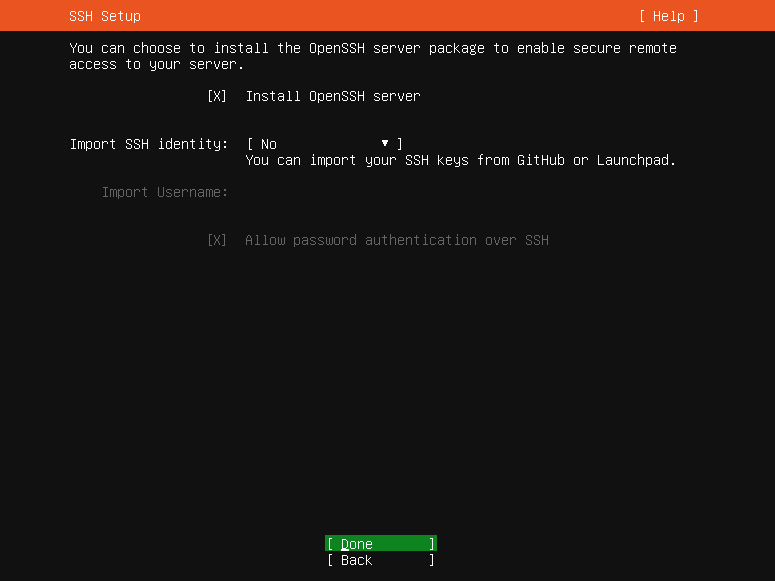 SSH Setup [ Help ]
You can choose to install the OpenSSH server package to enable secure remote
access to your server.
[X] Install OpenSSH server
Import SSH identity: [ No ▼ ]
You can import your SSH keys from GitHub or Launchpad.
Import Username:
[X] Allow password authentication over SSH
[ Done ]
[ Back ]